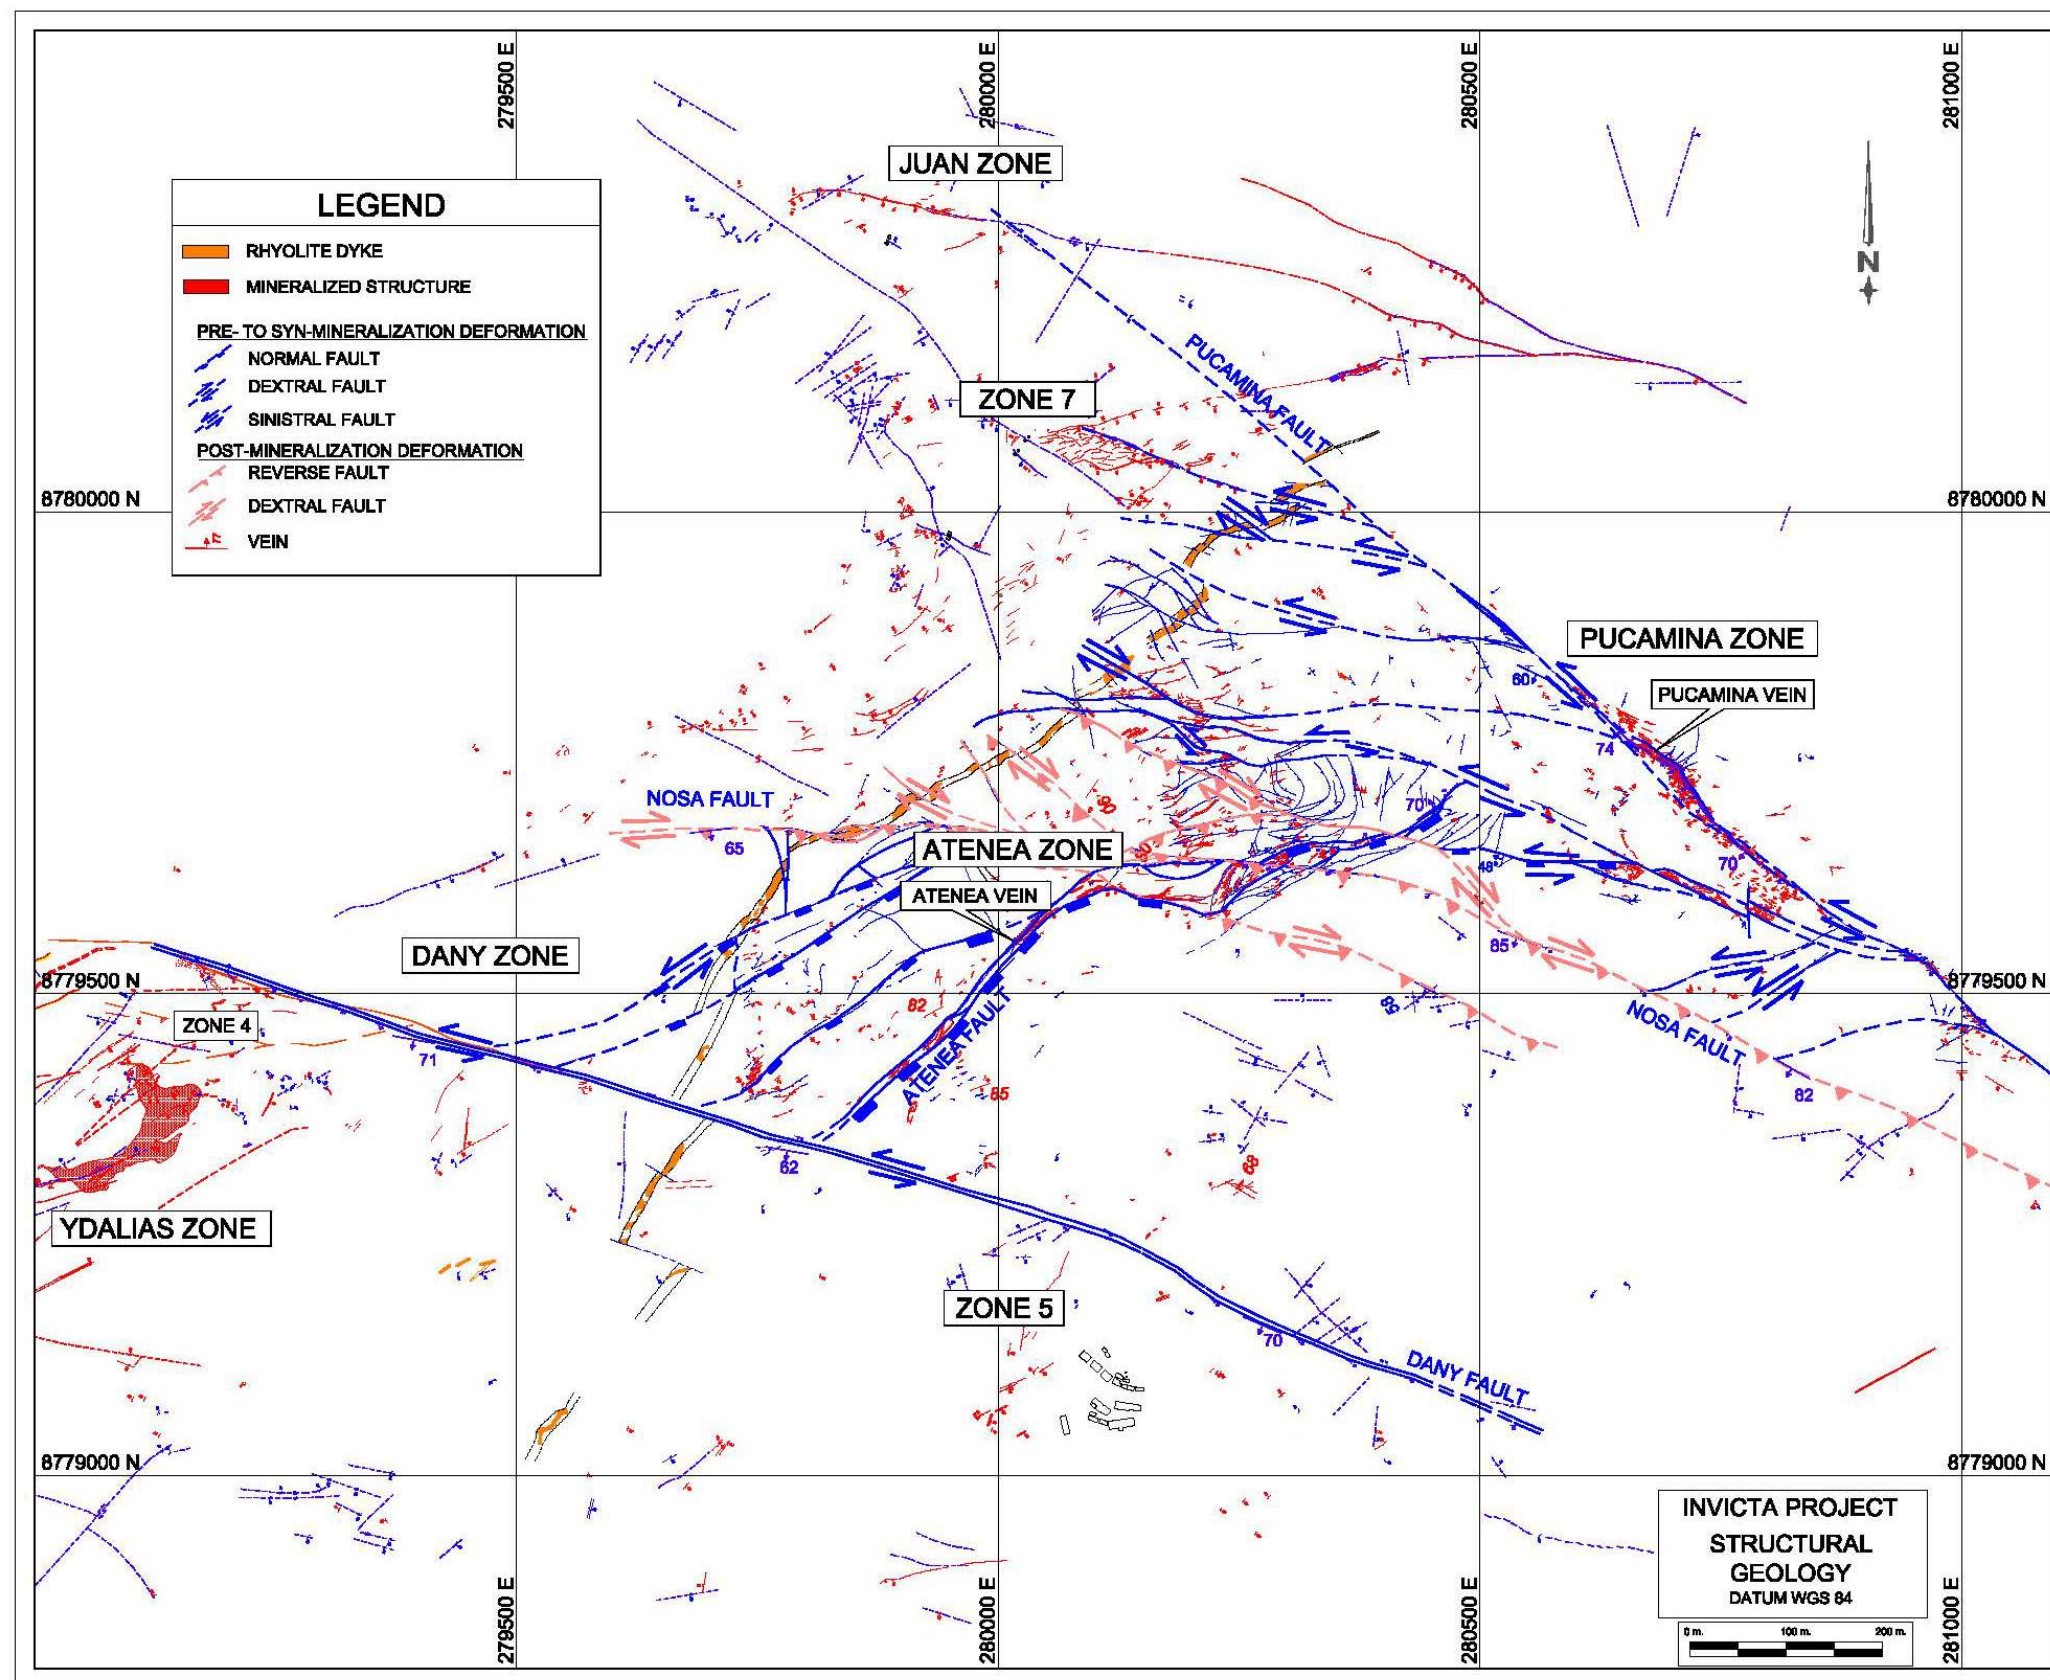 279500 E
280000 E
280500 E
281000 E
JUAN ZONE
LEGEND
RHYOLITE DYKE
MINERALIZED STRUCTURE
PRE- TO SYN-MINERALIZATION DEFORMATION
NORMAL FAULT
DEXTRAL FAULT
SINISTRAL FAULT
POST-MINERALIZATION DEFORMATION
REVERSE FAULT
DEXTRAL FAULT
VEIN
N
PUCAMINA FAULT
ZONE 7
8780000 N
8780000 N
PUCAMINA ZONE
60
PUCAMINA VEIN
74
NOSA FAULT
65
70
ATENEA ZONE
48
70
ATENEA VEIN
DANY ZONE
85
8779500 N
8779500 N
ZONE 4
82
ATENEA FAULT
NOSA FAULT
71
85
82
62
68
YDALIAS ZONE
ZONE 5
70
DANY FAULT
8779000 N
8779000 N
INVICTA PROJECT
STRUCTURAL
GEOLOGY
DATUM WGS 84
0 m.
100 m.
200 m.
279500 E
280000 E
280500 E
281000 E